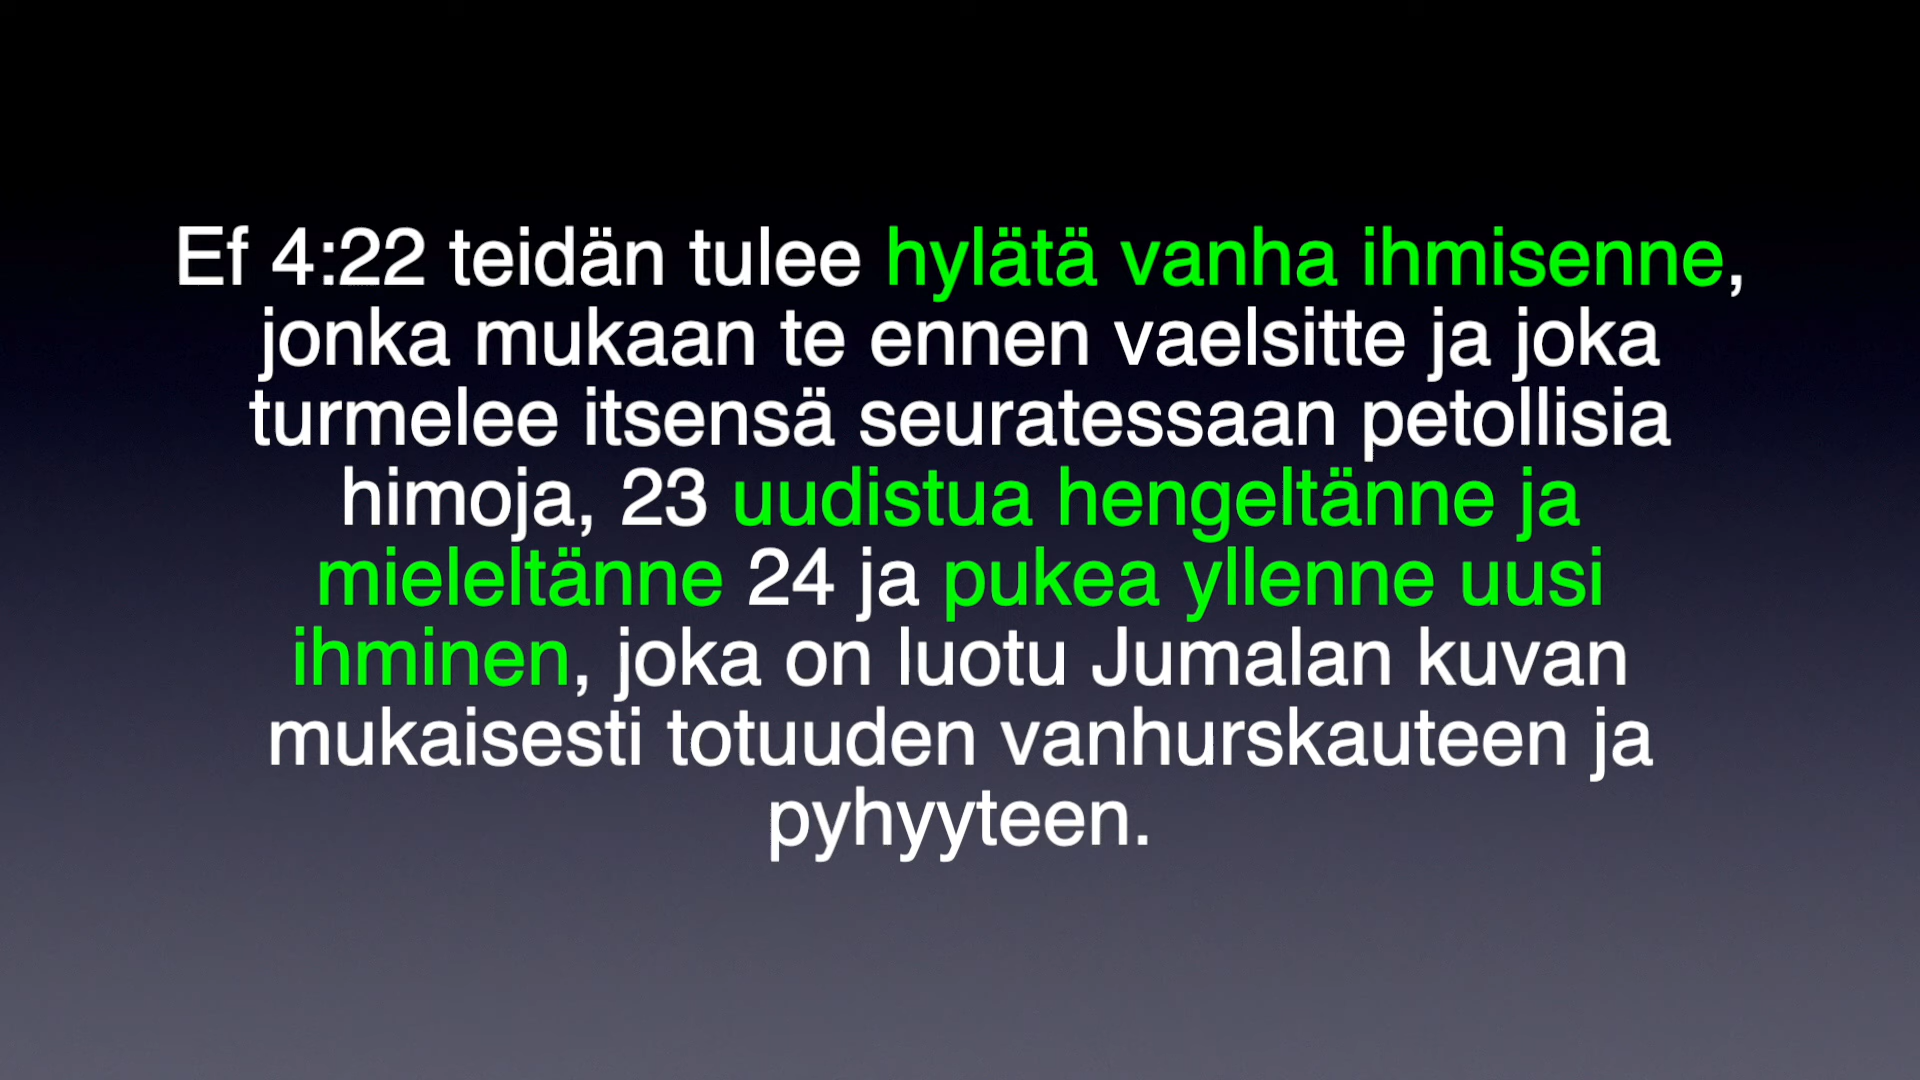 Ef 4:22 teidän tulee hylätä vanha ihmisenne,
jonka mukaan te ennen vaelsitte ja joka
turmelee itsensä seuratessaan petollisia
himoja, 23 uudistua hengeltänne ja
mieleltänne 24 ja pukea yllenne uusi
ihminen, joka on luotu Jumalan kuvan
mukaisesti totuuden vanhurskauteen ja
pyhyyteen.